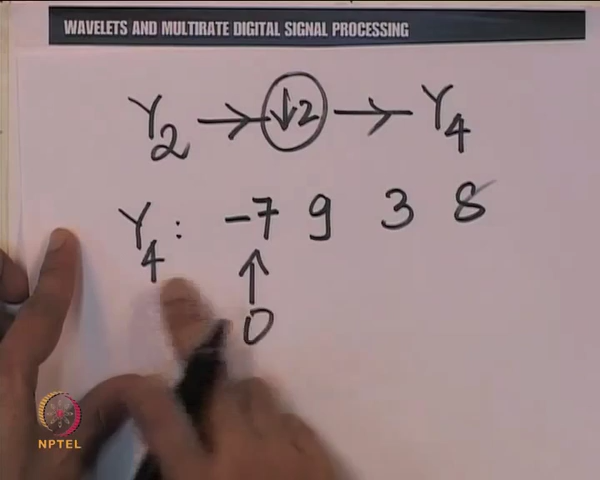 WAVELETS AND MULTIRATE DIGITAL SIGNAL PROCESSING
Y₂ → ↓2 → Y₄
Y₄ : -7 9 3 8
↑
0
NPTEL